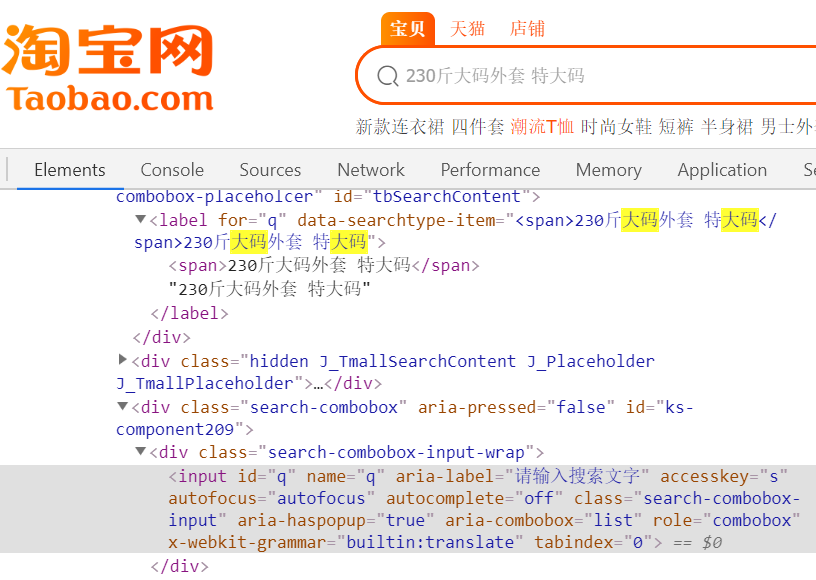 宝贝 天猫 店铺
淘宝网
Taobao.com
230斤大码外套 特大码
新款连衣裙 四件套 潮流T恤 时尚女鞋 短裤 半身裙 男士外
Elements Console Sources Network Performance Memory Application Se
combobox-placeholder" id="tbSearchContent">
▼<label for="q" data-searchtype-item="<span>230斤大码外套 特大码</
span>230斤大码外套 特大码">
<span>230斤大码外套 特大码</span>
"230斤大码外套 特大码"
</label>
</div>
▶<div class="hidden J_TmallSearchContent J_Placeholder
J_TmallPlaceholder">…</div>
▼<div class="search-combobox" aria-pressed="false" id="ks-
component209">
▼<div class="search-combobox-input-wrap">
<input id="q" name="q" aria-label="请输入搜索文字" accesskey="s"
autofocus="autofocus" autocomplete="off" class="search-combobox-
input" aria-haspopup="true" aria-combobox="list" role="combobox"
x-webkit-grammar="builtin:translate" tabindex="0"> == $0
</div>